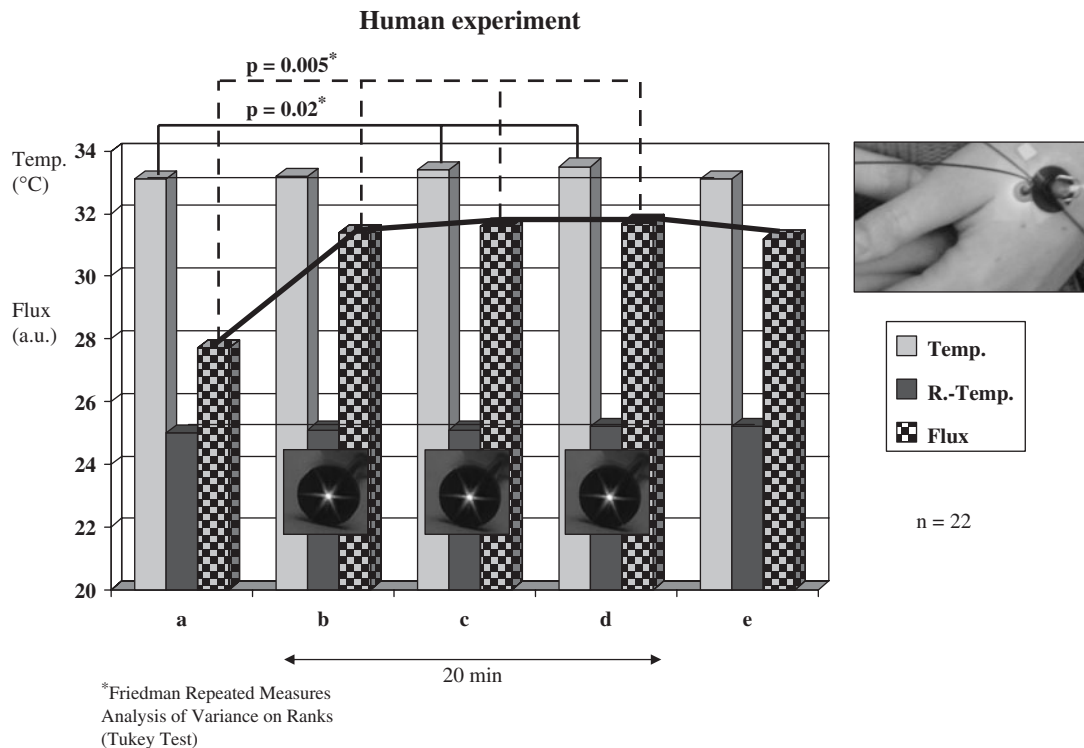 Human experiment
p = 0.005*
p = 0.02*
Temp.
(°C)
Flux
(a.u.)
34
32
30
28
26
24
22
20
a b c d e
20 min
Temp.
R.-Temp.
Flux
n = 22
*Friedman Repeated Measures
Analysis of Variance on Ranks
(Tukey Test)